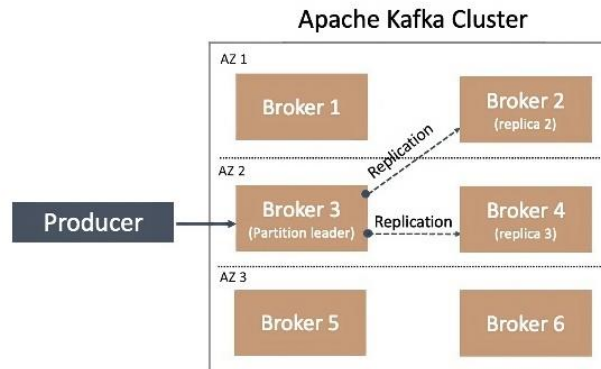 Apache Kafka Cluster
AZ 1
Broker 1
Broker 2
(replica 2)
Replication
AZ 2
Producer
Broker 3
(Partition leader)
Replication
Broker 4
(replica 3)
AZ 3
Broker 5
Broker 6